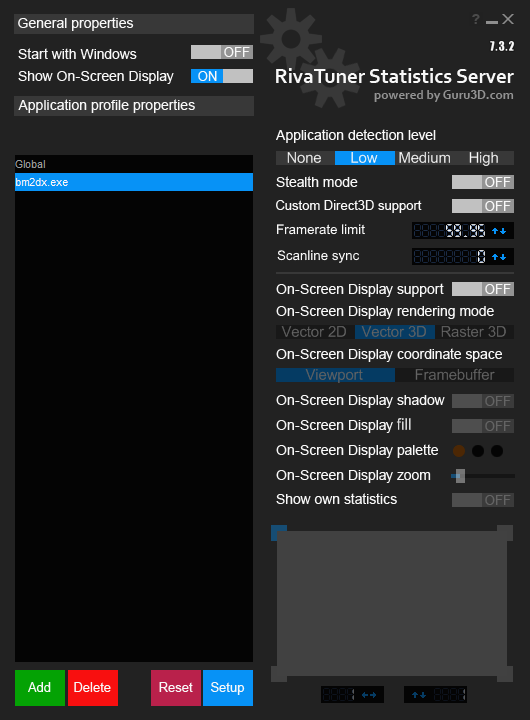 General properties
Start with Windows OFF
Show On-Screen Display ON
Application profile properties
Global
bm2dx.exe
Add Delete Reset Setup
?
7.3.2
RivaTuner Statistics Server
powered by Guru3D.com
Application detection level
None Low Medium High
Stealth mode OFF
Custom Direct3D support OFF
Framerate limit 59.95
Scanline sync 0
On-Screen Display support OFF
On-Screen Display rendering mode
Vector 2D Vector 3D Raster 3D
On-Screen Display coordinate space
Viewport Framebuffer
On-Screen Display shadow OFF
On-Screen Display fill OFF
On-Screen Display palette
On-Screen Display zoom
Show own statistics OFF
1 1